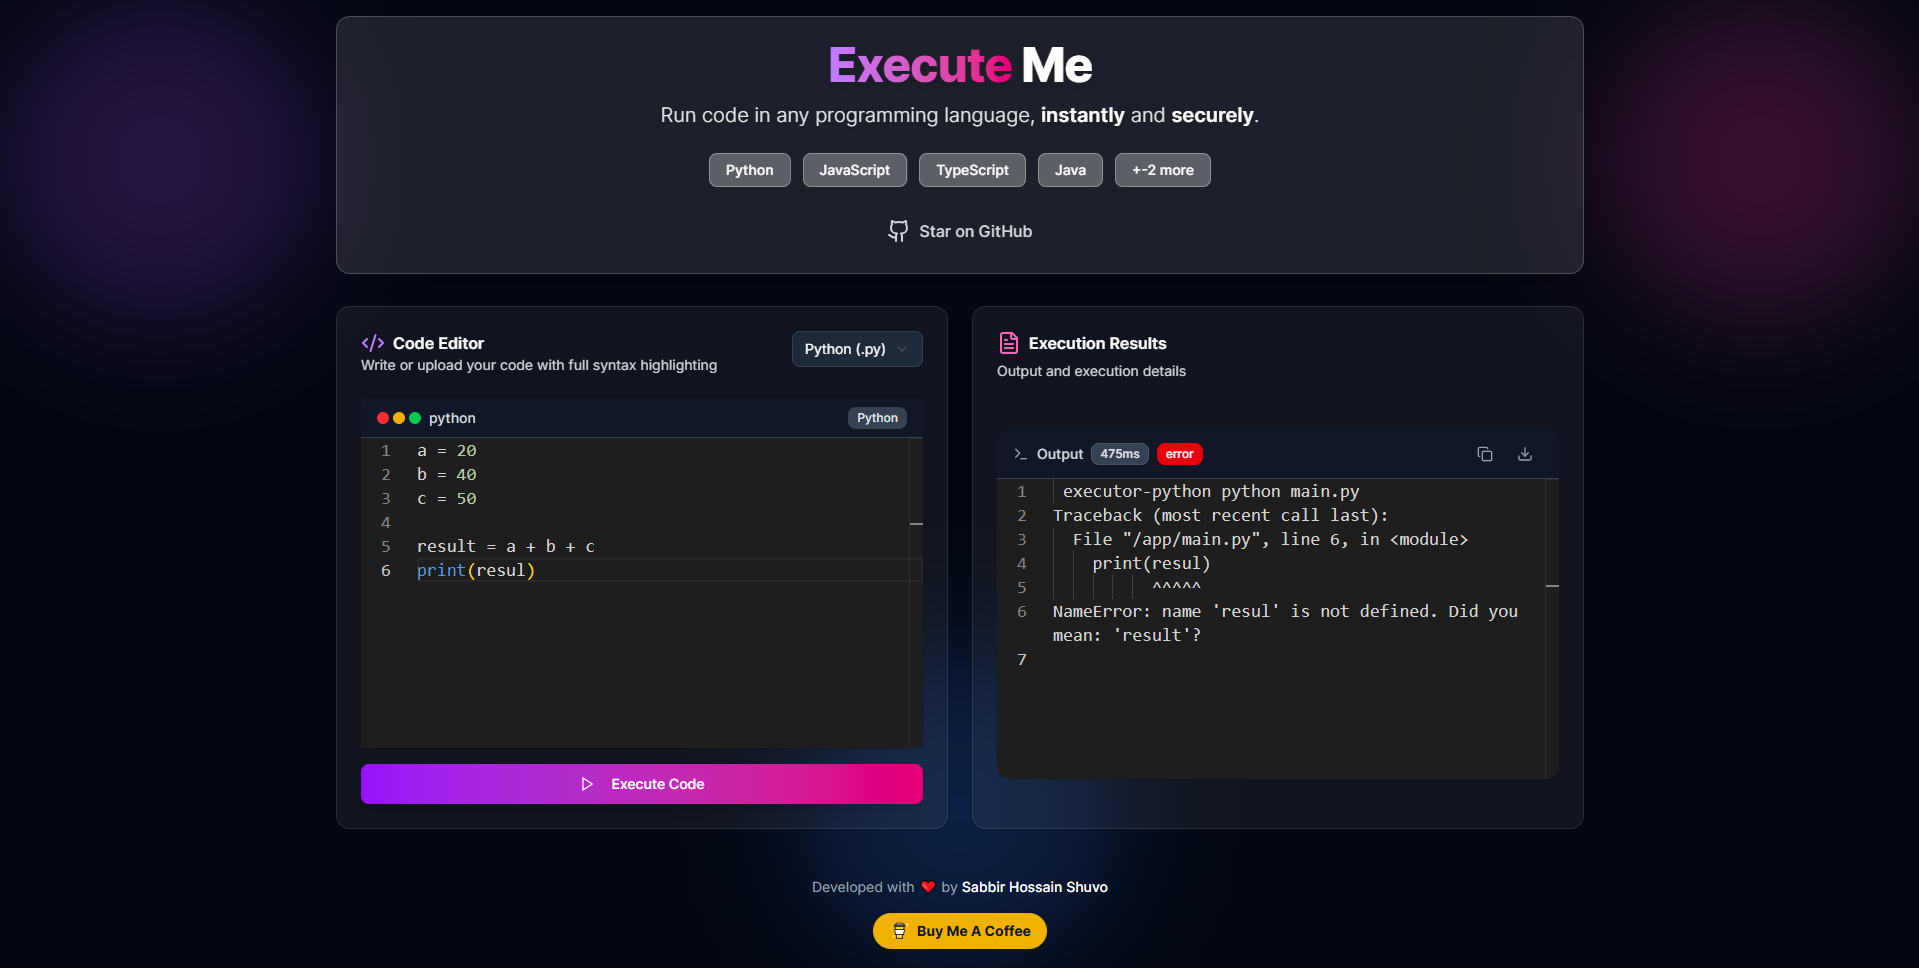 Execute Me
Run code in any programming language, instantly and securely.
Python JavaScript TypeScript Java +-2 more
Star on GitHub
</> Code Editor
Write or upload your code with full syntax highlighting
Python (.py)
python Python
1 a = 20
2 b = 40
3 c = 50
4
5 result = a + b + c
6 print(resul)
Execute Code
Execution Results
Output and execution details
>_ Output 475ms error
1 executor-python python main.py
2 Traceback (most recent call last):
3   File "/app/main.py", line 6, in <module>
4     print(resul)
5           ^^^^^
6 NameError: name 'resul' is not defined. Did you
mean: 'result'?
7
Developed with ❤️ by Sabbir Hossain Shuvo
Buy Me A Coffee